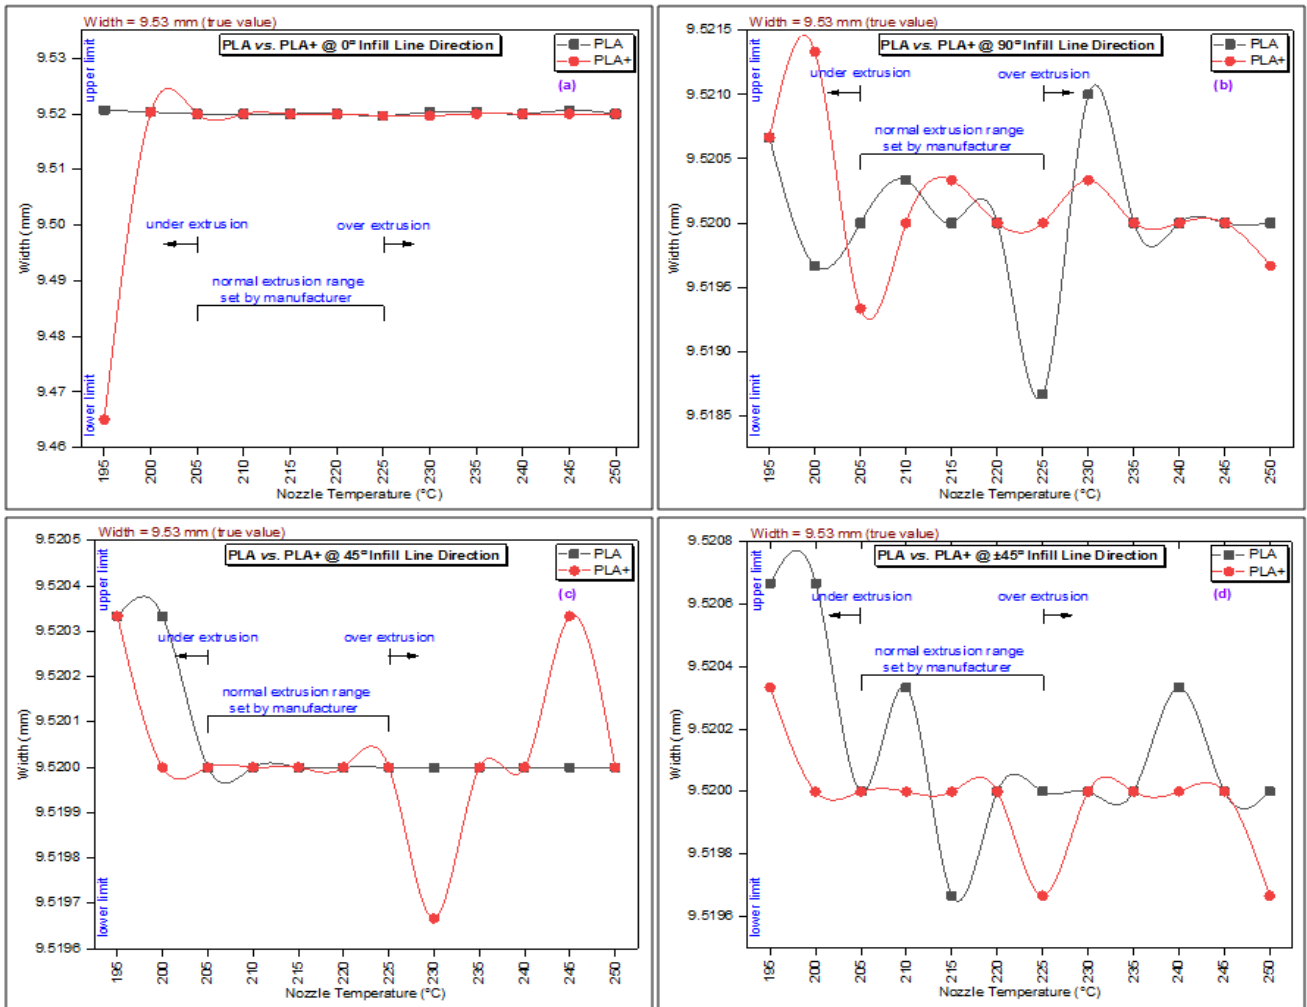 Width = 9.53 mm (true value)
PLA vs. PLA+ @ 0° Infill Line Direction
PLA
PLA+
(a)
upper limit
lower limit
under extrusion
over extrusion
normal extrusion range
set by manufacturer
Width (mm)
9.53
9.52
9.51
9.50
9.49
9.48
9.47
9.46
195 200 205 210 215 220 225 230 235 240 245 250
Nozzle Temperature (°C)
Width = 9.53 mm (true value)
PLA vs. PLA+ @ 90° Infill Line Direction
PLA
PLA+
(b)
upper limit
lower limit
under extrusion
over extrusion
normal extrusion range
set by manufacturer
Width (mm)
9.5215
9.5210
9.5205
9.5200
9.5195
9.5190
9.5185
195 200 205 210 215 220 225 230 235 240 245 250
Nozzle Temperature (°C)
Width = 9.53 mm (true value)
PLA vs. PLA+ @ 45° Infill Line Direction
PLA
PLA+
(c)
upper limit
lower limit
under extrusion
over extrusion
normal extrusion range
set by manufacturer
Width (mm)
9.5205
9.5204
9.5203
9.5202
9.5201
9.5200
9.5199
9.5198
9.5197
9.5196
195 200 205 210 215 220 225 230 235 240 245 250
Nozzle Temperature (°C)
Width = 9.53 mm (true value)
PLA vs. PLA+ @ ±45° Infill Line Direction
PLA
PLA+
(d)
upper limit
lower limit
under extrusion
over extrusion
normal extrusion range
set by manufacturer
Width (mm)
9.5208
9.5206
9.5204
9.5202
9.5200
9.5198
9.5196
195 200 205 210 215 220 225 230 235 240 245 250
Nozzle Temperature (°C)